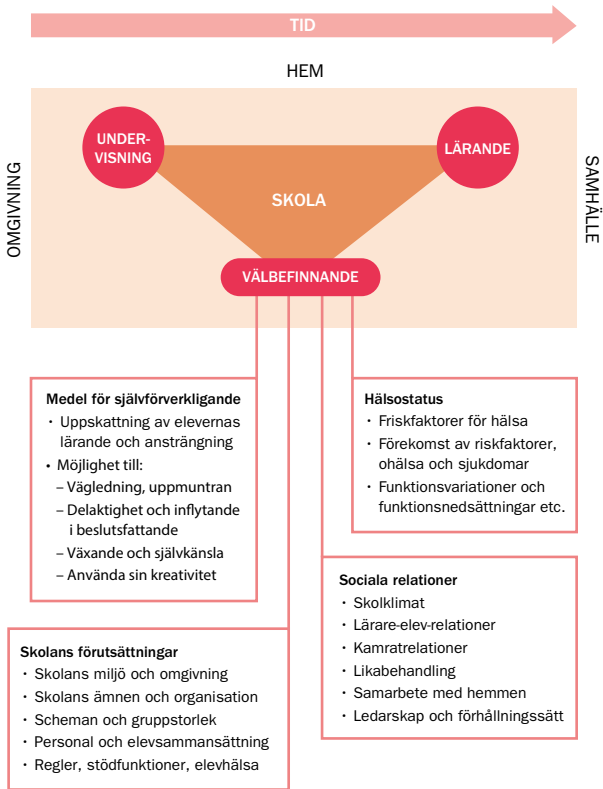 TID
HEM
OMGIVNING
SAMHÄLLE
UNDER-
VISNING
LÄRANDE
SKOLA
VÄLBEFINNANDE
Medel för självförverkligande
· Uppskattning av elevernas
lärande och ansträngning
• Möjlighet till:
– Vägledning, uppmuntran
– Delaktighet och inflytande
i beslutsfattande
– Växande och självkänsla
– Använda sin kreativitet
Hälsostatus
· Friskfaktorer för hälsa
· Förekomst av riskfaktorer,
ohälsa och sjukdomar
· Funktionsvariationer och
funktionsnedsättningar etc.
Skolans förutsättningar
· Skolans miljö och omgivning
· Skolans ämnen och organisation
· Scheman och gruppstorlek
· Personal och elevsammansättning
· Regler, stödfunktioner, elevhälsa
Sociala relationer
· Skolklimat
· Lärare-elev-relationer
· Kamratrelationer
· Likabehandling
· Samarbete med hemmen
· Ledarskap och förhållningssätt